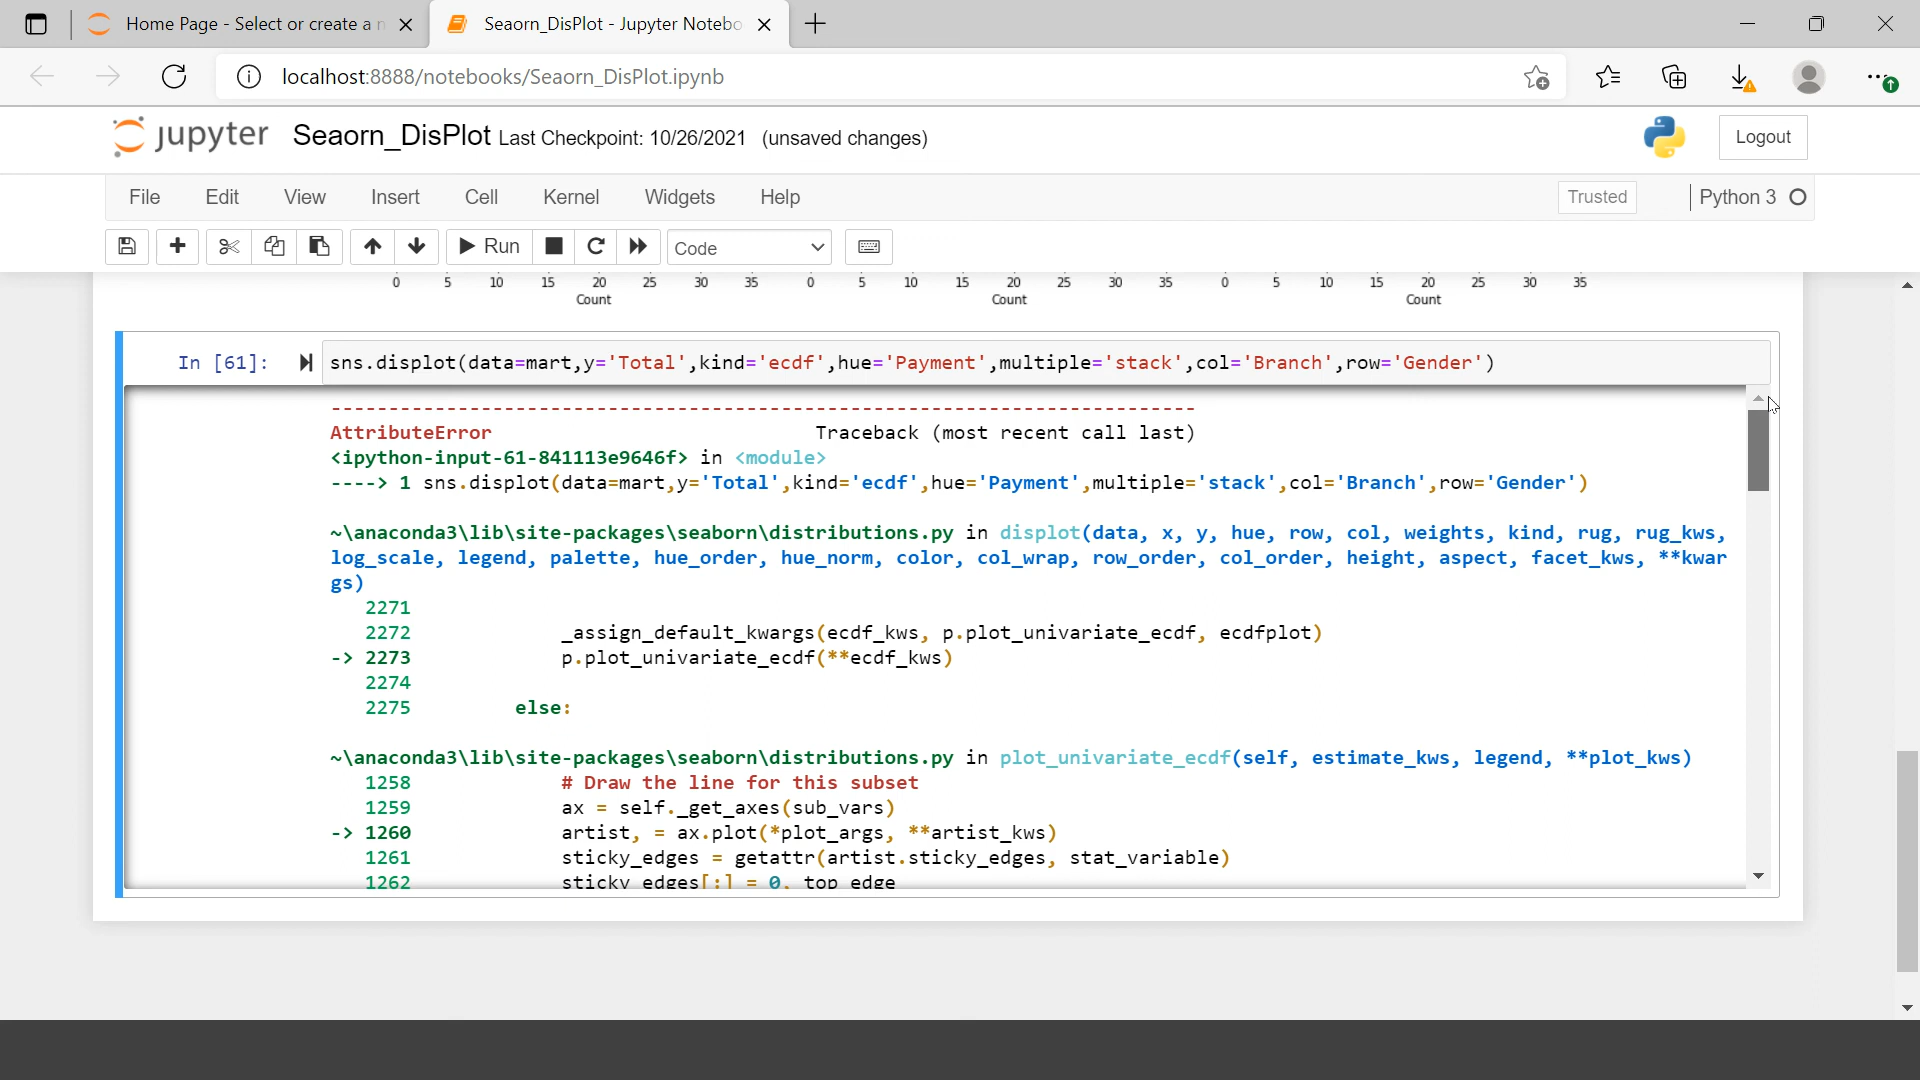 Home Page - Select or create a n
Seaorn_DisPlot - Jupyter Notebo
localhost:8888/notebooks/Seaorn_DisPlot.ipynb
jupyter Seaorn_DisPlot Last Checkpoint: 10/26/2021 (unsaved changes)
Logout
File Edit View Insert Cell Kernel Widgets Help Trusted Python 3
Run Code
0 5 10 15 20 25 30 35 0 5 10 15 20 25 30 35 0 5 10 15 20 25 30 35
Count Count Count
In [61]: sns.displot(data=mart,y='Total',kind='ecdf',hue='Payment',multiple='stack',col='Branch',row='Gender')
---------------------------------------------------------------------------
AttributeError Traceback (most recent call last)
<ipython-input-61-841113e9646f> in <module>
----> 1 sns.displot(data=mart,y='Total',kind='ecdf',hue='Payment',multiple='stack',col='Branch',row='Gender')
~\anaconda3\lib\site-packages\seaborn\distributions.py in displot(data, x, y, hue, row, col, weights, kind, rug, rug_kws,
log_scale, legend, palette, hue_order, hue_norm, color, col_wrap, row_order, col_order, height, aspect, facet_kws, **kwar
gs)
2271
2272 _assign_default_kwargs(ecdf_kws, p.plot_univariate_ecdf, ecdfplot)
-> 2273 p.plot_univariate_ecdf(**ecdf_kws)
2274
2275 else:
~\anaconda3\lib\site-packages\seaborn\distributions.py in plot_univariate_ecdf(self, estimate_kws, legend, **plot_kws)
1258 # Draw the line for this subset
1259 ax = self._get_axes(sub_vars)
-> 1260 artist, = ax.plot(*plot_args, **artist_kws)
1261 sticky_edges = getattr(artist.sticky_edges, stat_variable)
1262 sticky_edges[:] = 0, top_edge